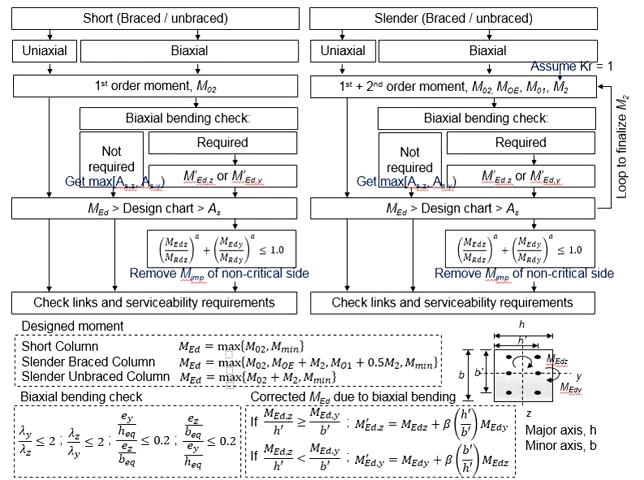 Short (Braced / unbraced)
Uniaxial
Biaxial
1st order moment, M02
Biaxial bending check:
Not required
Required
M'Ed,z or M'Ed,y
Get max[As,z, As,y)
MEd > Design chart > As
(MEdz/MRdz)^a + (MEdy/MRdy)^a ≤ 1.0
Remove Mimp of non-critical side
Check links and serviceability requirements
Slender (Braced / unbraced)
Uniaxial
Biaxial
Assume Kr = 1
1st + 2nd order moment, M02, MOE, M01, M2
Loop to finalize M2
Biaxial bending check:
Not required
Required
M'Ed,z or M'Ed,y
Get max[As,z, As,y)
MEd > Design chart > As
(MEdz/MRdz)^a + (MEdy/MRdy)^a ≤ 1.0
Remove Mimp of non-critical side
Check links and serviceability requirements
Designed moment
Short Column MEd = max{M02, Mmin}
Slender Braced Column MEd = max{M02, MOE + M2, MO1 + 0.5M2, Mmin}
Slender Unbraced Column MEd = max{M02 + M2, Mmin}
h
h'
b
b'
MEdz
y
MEdy
z
Major axis, h
Minor axis, b
Biaxial bending check
λy/λz ≤ 2 ; λz/λy ≤ 2 ; (ey/heq)/(ez/beq) ≤ 0.2 ; (ez/beq)/(ey/heq) ≤ 0.2
Corrected MEd due to biaxial bending
If MEd,z/h' ≥ MEd,y/b' ; M'Ed,z = MEdz + β(h'/b')MEdy
If MEd,z/h' < MEd,y/b' ; M'Ed,y = MEdy + β(b'/h')MEdz